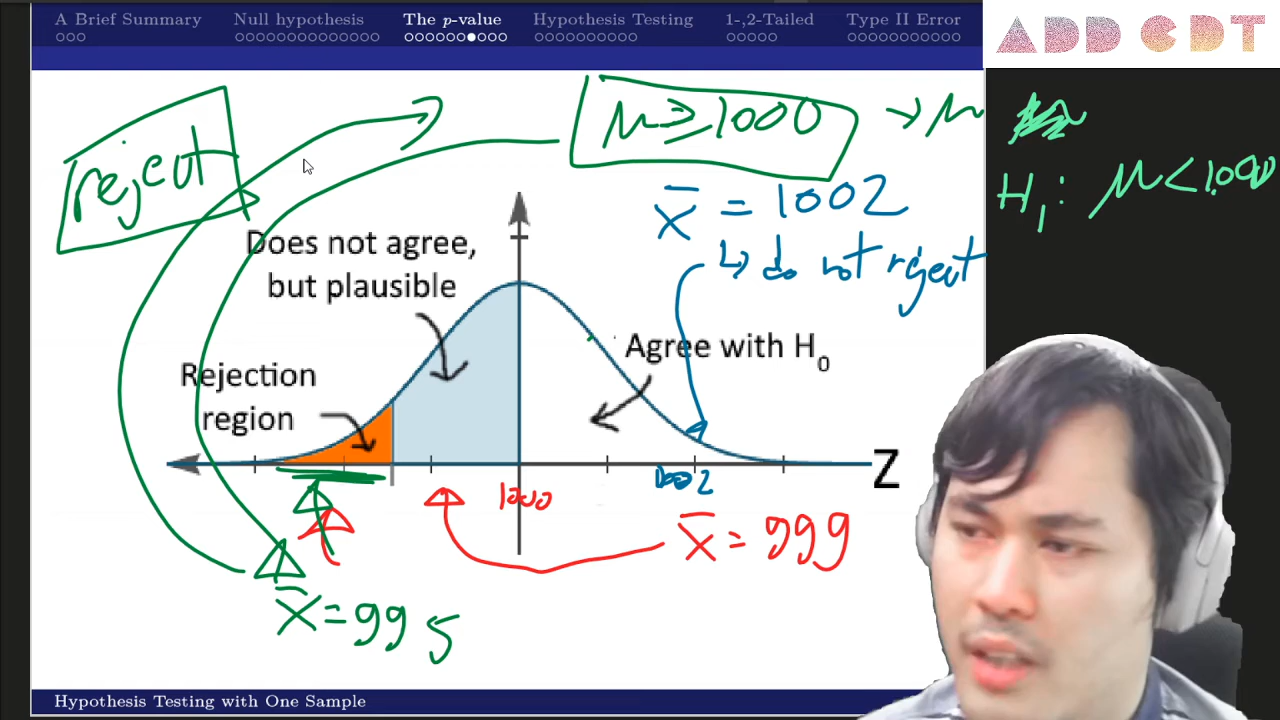 A Brief Summary
Null hypothesis
The p-value
Hypothesis Testing
1-,2-Tailed
Type II Error
ADD CDT
reject
μ ≥ 1000 → μ
H₁: μ < 1000
x̄ = 1002
↳ do not reject
Does not agree,
but plausible
Agree with H₀
Rejection
region
Z
1000
1002
x̄ = 999
x̄ = 995
Hypothesis Testing with One Sample